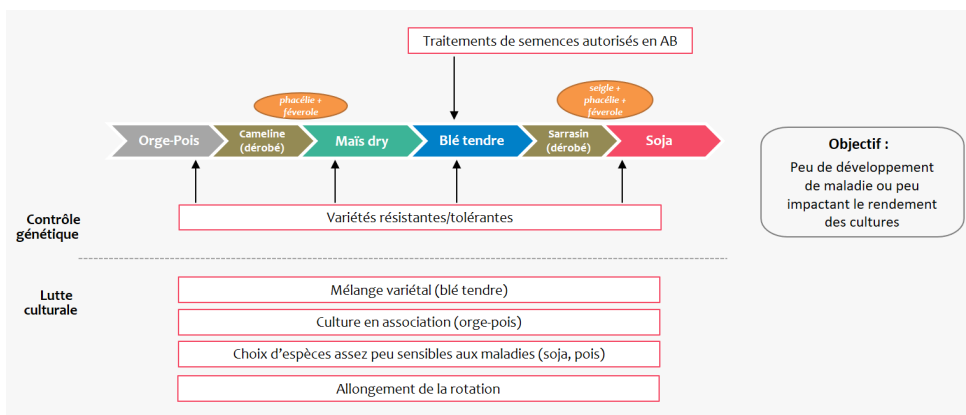 Traitements de semences autorisés en AB
phacélie +
féverole
seigle +
phacélie +
féverole
Orge-Pois
Cameline
(dérobé)
Maïs dry
Blé tendre
Sarrasin
(dérobé)
Soja
Objectif :
Peu de développement
de maladie ou peu
impactant le rendement
des cultures
Contrôle
génétique
Variétés résistantes/tolérantes
Lutte
culturale
Mélange variétal (blé tendre)
Culture en association (orge-pois)
Choix d'espèces assez peu sensibles aux maladies (soja, pois)
Allongement de la rotation